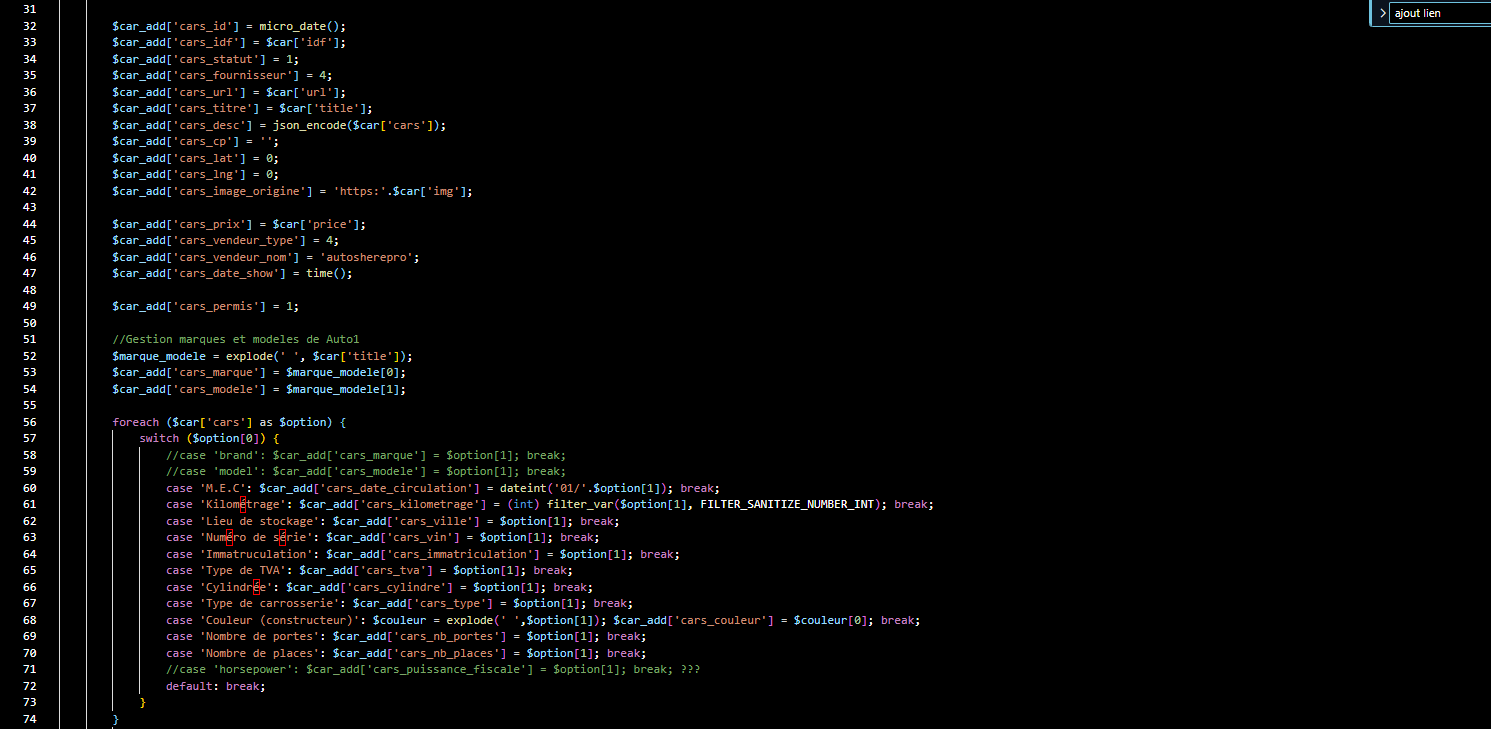 31
ajout lien
32 $car_add['cars_id'] = micro_date();
33 $car_add['cars_idf'] = $car['idf'];
34 $car_add['cars_statut'] = 1;
35 $car_add['cars_fournisseur'] = 4;
36 $car_add['cars_url'] = $car['url'];
37 $car_add['cars_titre'] = $car['title'];
38 $car_add['cars_desc'] = json_encode($car['cars']);
39 $car_add['cars_cp'] = '';
40 $car_add['cars_lat'] = 0;
41 $car_add['cars_lng'] = 0;
42 $car_add['cars_image_origine'] = 'https:'.$car['img'];
43
44 $car_add['cars_prix'] = $car['price'];
45 $car_add['cars_vendeur_type'] = 4;
46 $car_add['cars_vendeur_nom'] = 'autosherepro';
47 $car_add['cars_date_show'] = time();
48
49 $car_add['cars_permis'] = 1;
50
51 //Gestion marques et modeles de Auto1
52 $marque_modele = explode(' ', $car['title']);
53 $car_add['cars_marque'] = $marque_modele[0];
54 $car_add['cars_modele'] = $marque_modele[1];
55
56 foreach ($car['cars'] as $option) {
57 switch ($option[0]) {
58 //case 'brand': $car_add['cars_marque'] = $option[1]; break;
59 //case 'model': $car_add['cars_modele'] = $option[1]; break;
60 case 'M.E.C': $car_add['cars_date_circulation'] = dateint('01/'.$option[1]); break;
61 case 'Kilométrage': $car_add['cars_kilometrage'] = (int) filter_var($option[1], FILTER_SANITIZE_NUMBER_INT); break;
62 case 'Lieu de stockage': $car_add['cars_ville'] = $option[1]; break;
63 case 'Numéro de série': $car_add['cars_vin'] = $option[1]; break;
64 case 'Immatruculation': $car_add['cars_immatriculation'] = $option[1]; break;
65 case 'Type de TVA': $car_add['cars_tva'] = $option[1]; break;
66 case 'Cylindrée': $car_add['cars_cylindre'] = $option[1]; break;
67 case 'Type de carrosserie': $car_add['cars_type'] = $option[1]; break;
68 case 'Couleur (constructeur)': $couleur = explode(' ',$option[1]); $car_add['cars_couleur'] = $couleur[0]; break;
69 case 'Nombre de portes': $car_add['cars_nb_portes'] = $option[1]; break;
70 case 'Nombre de places': $car_add['cars_nb_places'] = $option[1]; break;
71 //case 'horsepower': $car_add['cars_puissance_fiscale'] = $option[1]; break; ???
72 default: break;
73 }
74 }